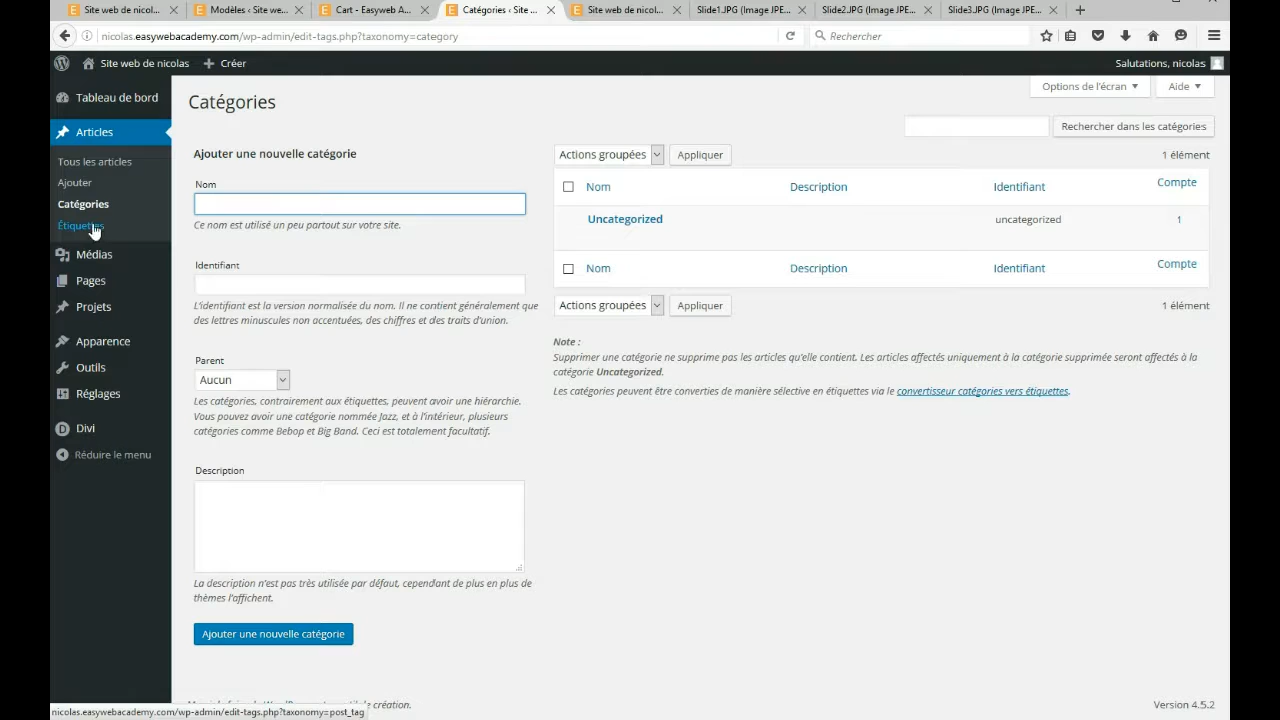 Site web de nicol...
Modèles ‹ Site we...
Cart - Easyweb A...
Catégories ‹ Site ...
Site web de nicol...
Slide1.JPG (Image JPE...
Slide2.JPG (Image JPE...
Slide3.JPG (Image JPE...
nicolas.easywebacademy.com/wp-admin/edit-tags.php?taxonomy=category
Rechercher
Site web de nicolas
Créer
Salutations, nicolas
Tableau de bord
Articles
Tous les articles
Ajouter
Catégories
Étiquettes
Médias
Pages
Projets
Apparence
Outils
Réglages
Divi
Réduire le menu
Options de l'écran
Aide
Catégories
Rechercher dans les catégories
Ajouter une nouvelle catégorie
Nom
Ce nom est utilisé un peu partout sur votre site.
Identifiant
L'identifiant est la version normalisée du nom. Il ne contient généralement que
des lettres minuscules non accentuées, des chiffres et des traits d'union.
Parent
Aucun
Les catégories, contrairement aux étiquettes, peuvent avoir une hiérarchie.
Vous pouvez avoir une catégorie nommée Jazz, et à l'intérieur, plusieurs
catégories comme Bebop et Big Band. Ceci est totalement facultatif.
Description
La description n'est pas très utilisée par défaut, cependant de plus en plus de
thèmes l'affichent.
Ajouter une nouvelle catégorie
Actions groupées
Appliquer
1 élément
Nom
Description
Identifiant
Compte
Uncategorized
uncategorized
1
Nom
Description
Identifiant
Compte
Actions groupées
Appliquer
1 élément
Note :
Supprimer une catégorie ne supprime pas les articles qu'elle contient. Les articles affectés uniquement à la catégorie supprimée seront affectés à la
catégorie Uncategorized.
Les catégories peuvent être converties de manière sélective en étiquettes via le convertisseur catégories vers étiquettes.
de création.
Version 4.5.2
nicolas.easywebacademy.com/wp-admin/edit-tags.php?taxonomy=post_tag